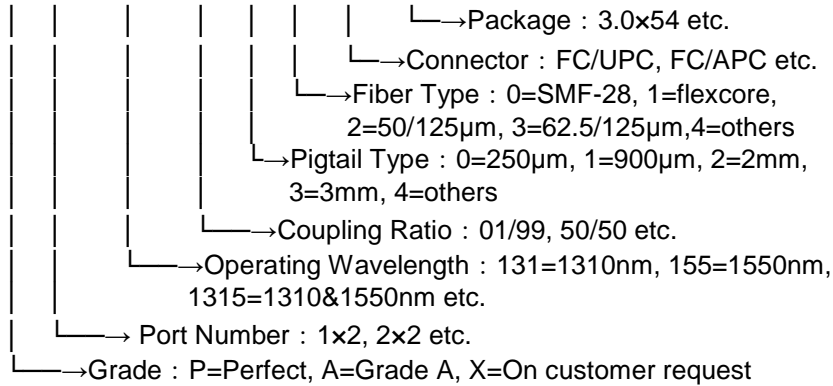 Package：3.0×54 etc.
Connector：FC/UPC, FC/APC etc.
Fiber Type：0=SMF-28, 1=flexcore,
2=50/125μm, 3=62.5/125μm,4=others
Pigtail Type：0=250μm, 1=900μm, 2=2mm,
3=3mm, 4=others
Coupling Ratio：01/99, 50/50 etc.
Operating Wavelength：131=1310nm, 155=1550nm,
1315=1310&1550nm etc.
Port Number：1×2, 2×2 etc.
Grade：P=Perfect, A=Grade A, X=On customer request